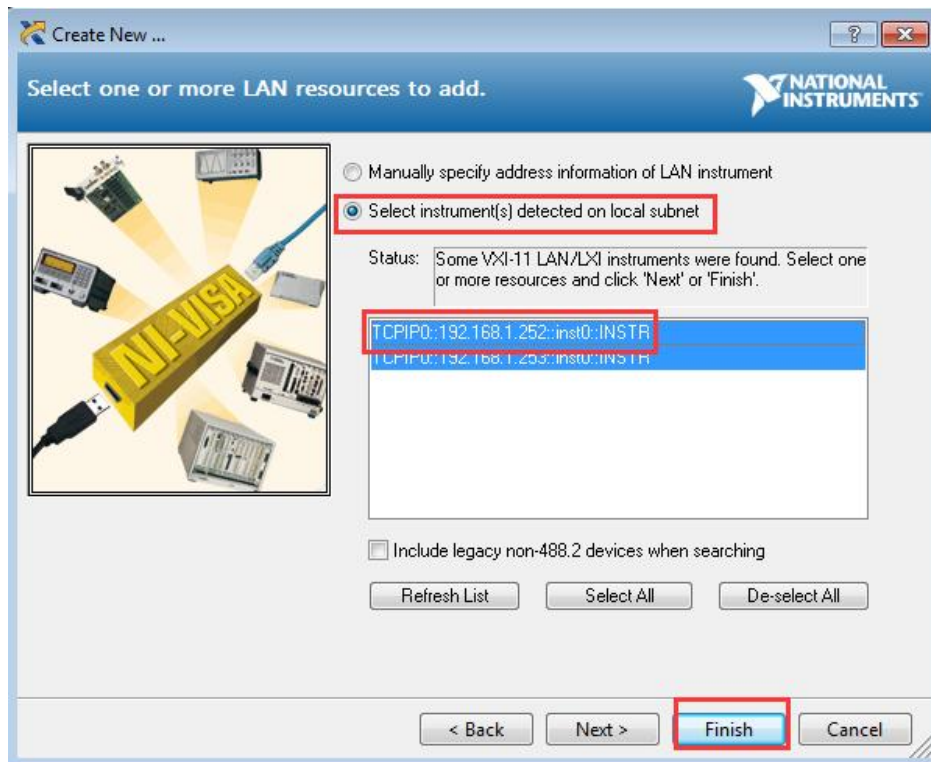 Create New ...
Select one or more LAN resources to add.
NATIONAL
INSTRUMENTS
NI-VISA
Manually specify address information of LAN instrument
Select instrument(s) detected on local subnet
Status:
Some VXI-11 LAN/LXI instruments were found. Select one
or more resources and click 'Next' or 'Finish'.
TCPIP0::192.168.1.252::inst0::INSTR
TCPIP0::192.168.1.253::inst0::INSTR
Include legacy non-488.2 devices when searching
Refresh List
Select All
De-select All
< Back
Next >
Finish
Cancel